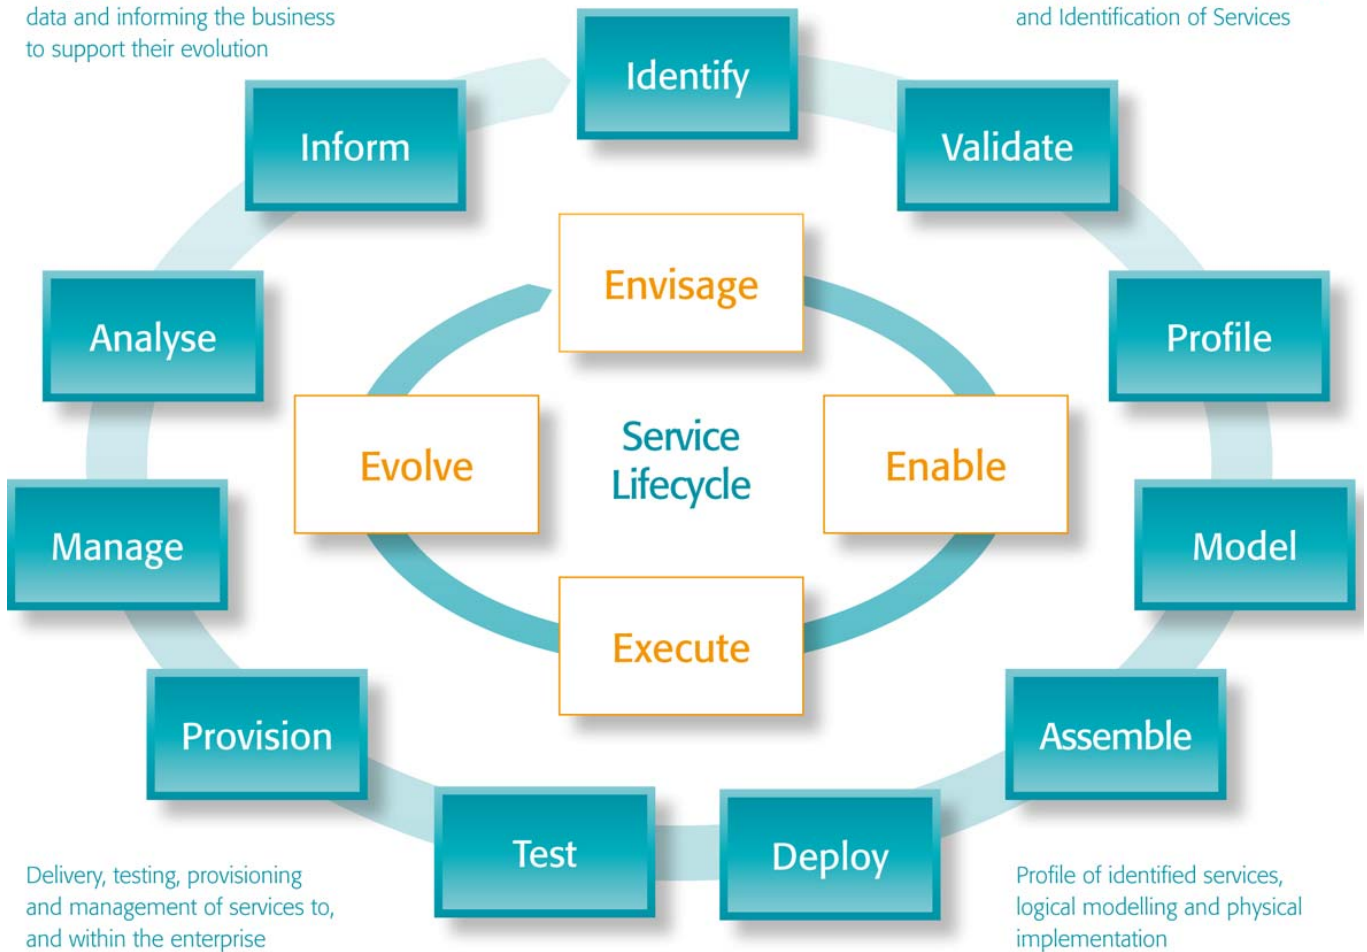 data and informing the business
to support their evolution
and Identification of Services
Identify
Inform
Validate
Envisage
Analyse
Profile
Service
Lifecycle
Evolve
Enable
Manage
Model
Execute
Provision
Assemble
Test
Deploy
Delivery, testing, provisioning
and management of services to,
and within the enterprise
Profile of identified services,
logical modelling and physical
implementation